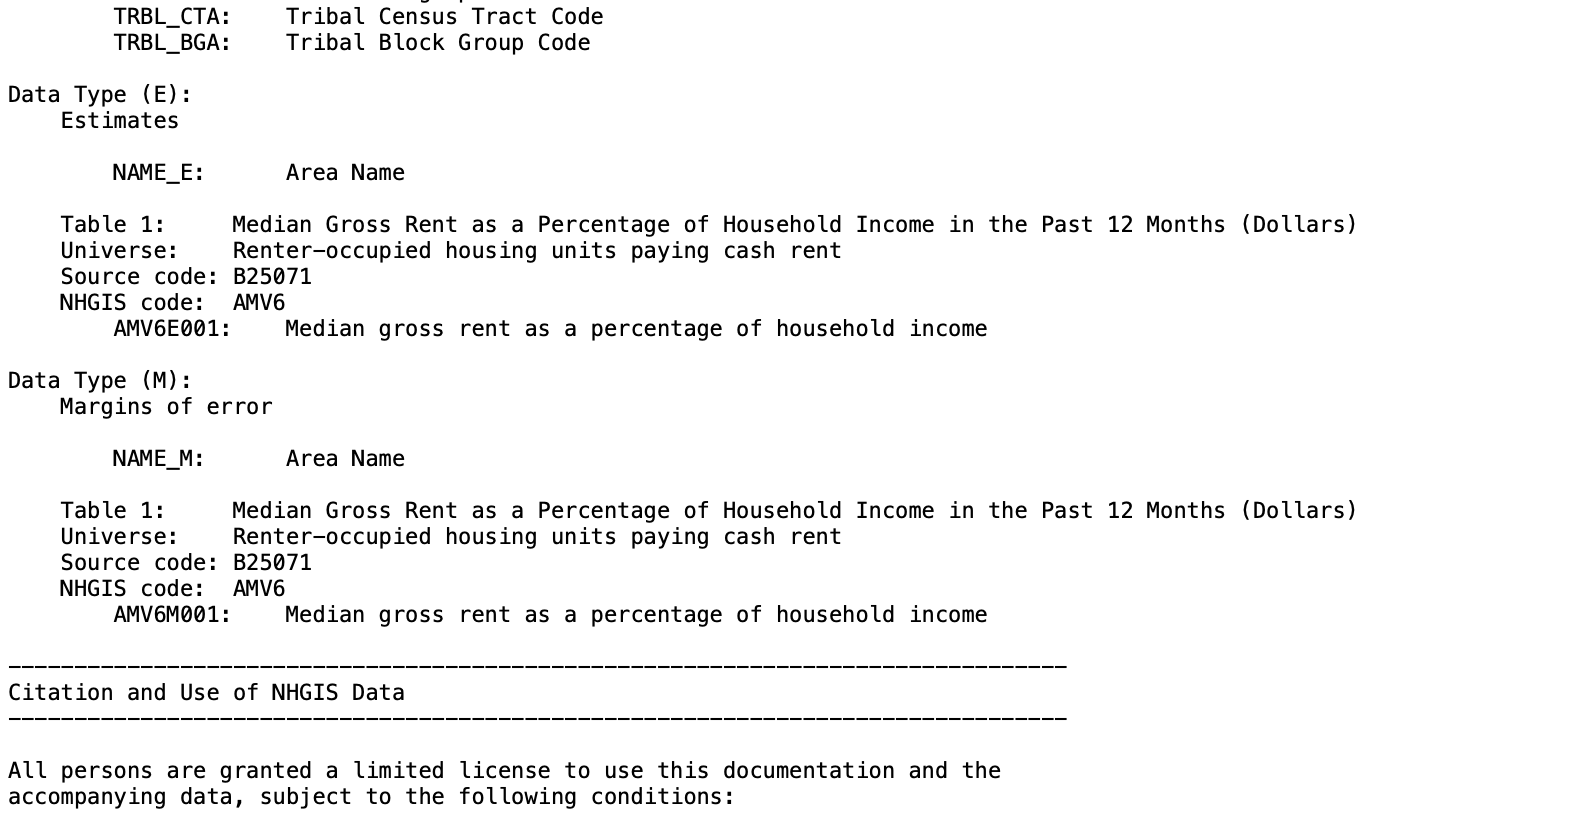 TRBL_CTA:    Tribal Census Tract Code
TRBL_BGA:    Tribal Block Group Code
Data Type (E):
Estimates
NAME_E:      Area Name
Table 1:     Median Gross Rent as a Percentage of Household Income in the Past 12 Months (Dollars)
Universe:    Renter-occupied housing units paying cash rent
Source code: B25071
NHGIS code:  AMV6
AMV6E001:    Median gross rent as a percentage of household income
Data Type (M):
Margins of error
NAME_M:      Area Name
Table 1:     Median Gross Rent as a Percentage of Household Income in the Past 12 Months (Dollars)
Universe:    Renter-occupied housing units paying cash rent
Source code: B25071
NHGIS code:  AMV6
AMV6M001:    Median gross rent as a percentage of household income
--------------------------------------------------------------------------------
Citation and Use of NHGIS Data
--------------------------------------------------------------------------------
All persons are granted a limited license to use this documentation and the
accompanying data, subject to the following conditions: